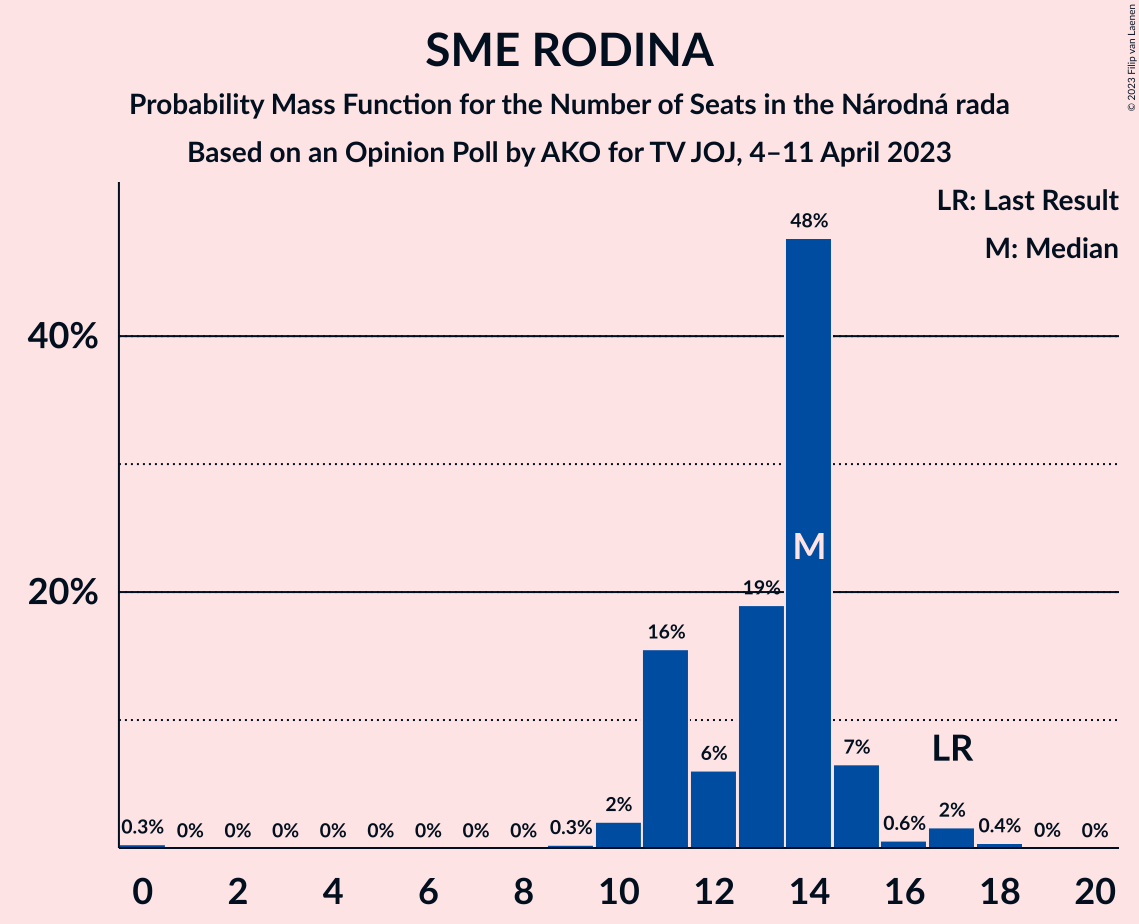 SME RODINA
Probability Mass Function for the Number of Seats in the Národná rada
Based on an Opinion Poll by AKO for TV JOJ, 4–11 April 2023
© 2023 Filip van Laenen
LR: Last Result
M: Median
48%
40%
M
20%
19%
16%
LR
6%
7%
2%
0.3% 0% 0% 0% 0% 0% 0% 0% 0% 0.3% 0.6% 2% 0.4% 0% 0%
0 2 4 6 8 10 12 14 16 18 20